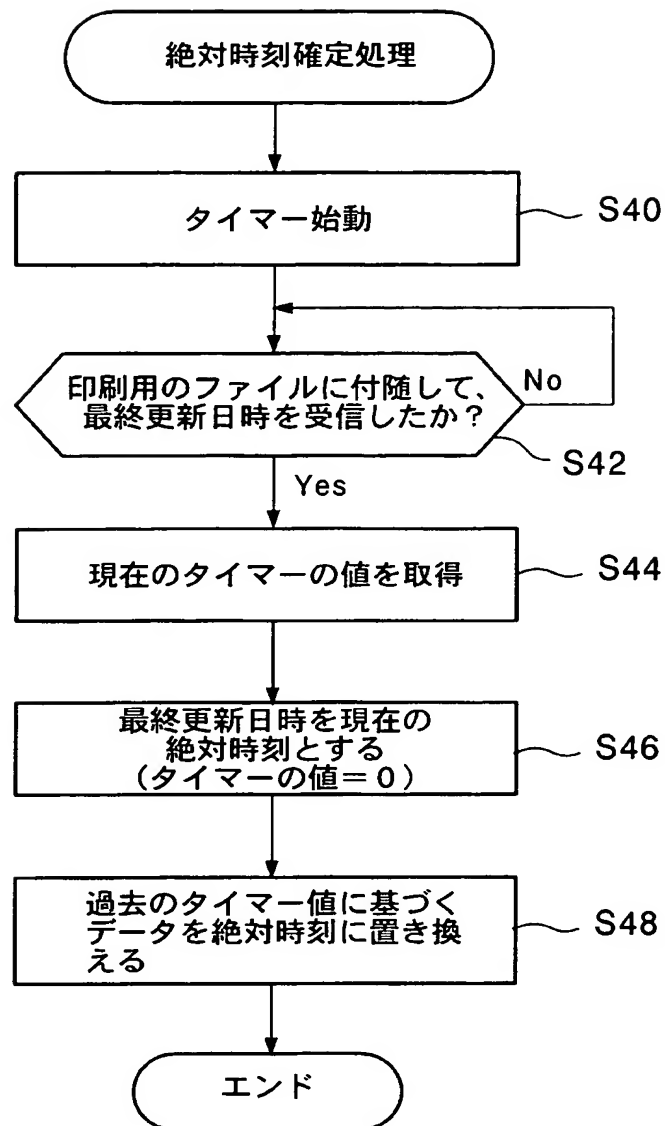 絶対時刻確定処理
タイマー始動
S40
印刷用のファイルに付随して、
最終更新日時を受信したか？
No
S42
Yes
現在のタイマーの値を取得
S44
最終更新日時を現在の
絶対時刻とする
（タイマーの値＝０）
S46
過去のタイマー値に基づく
データを絶対時刻に置き換
える
S48
エンド